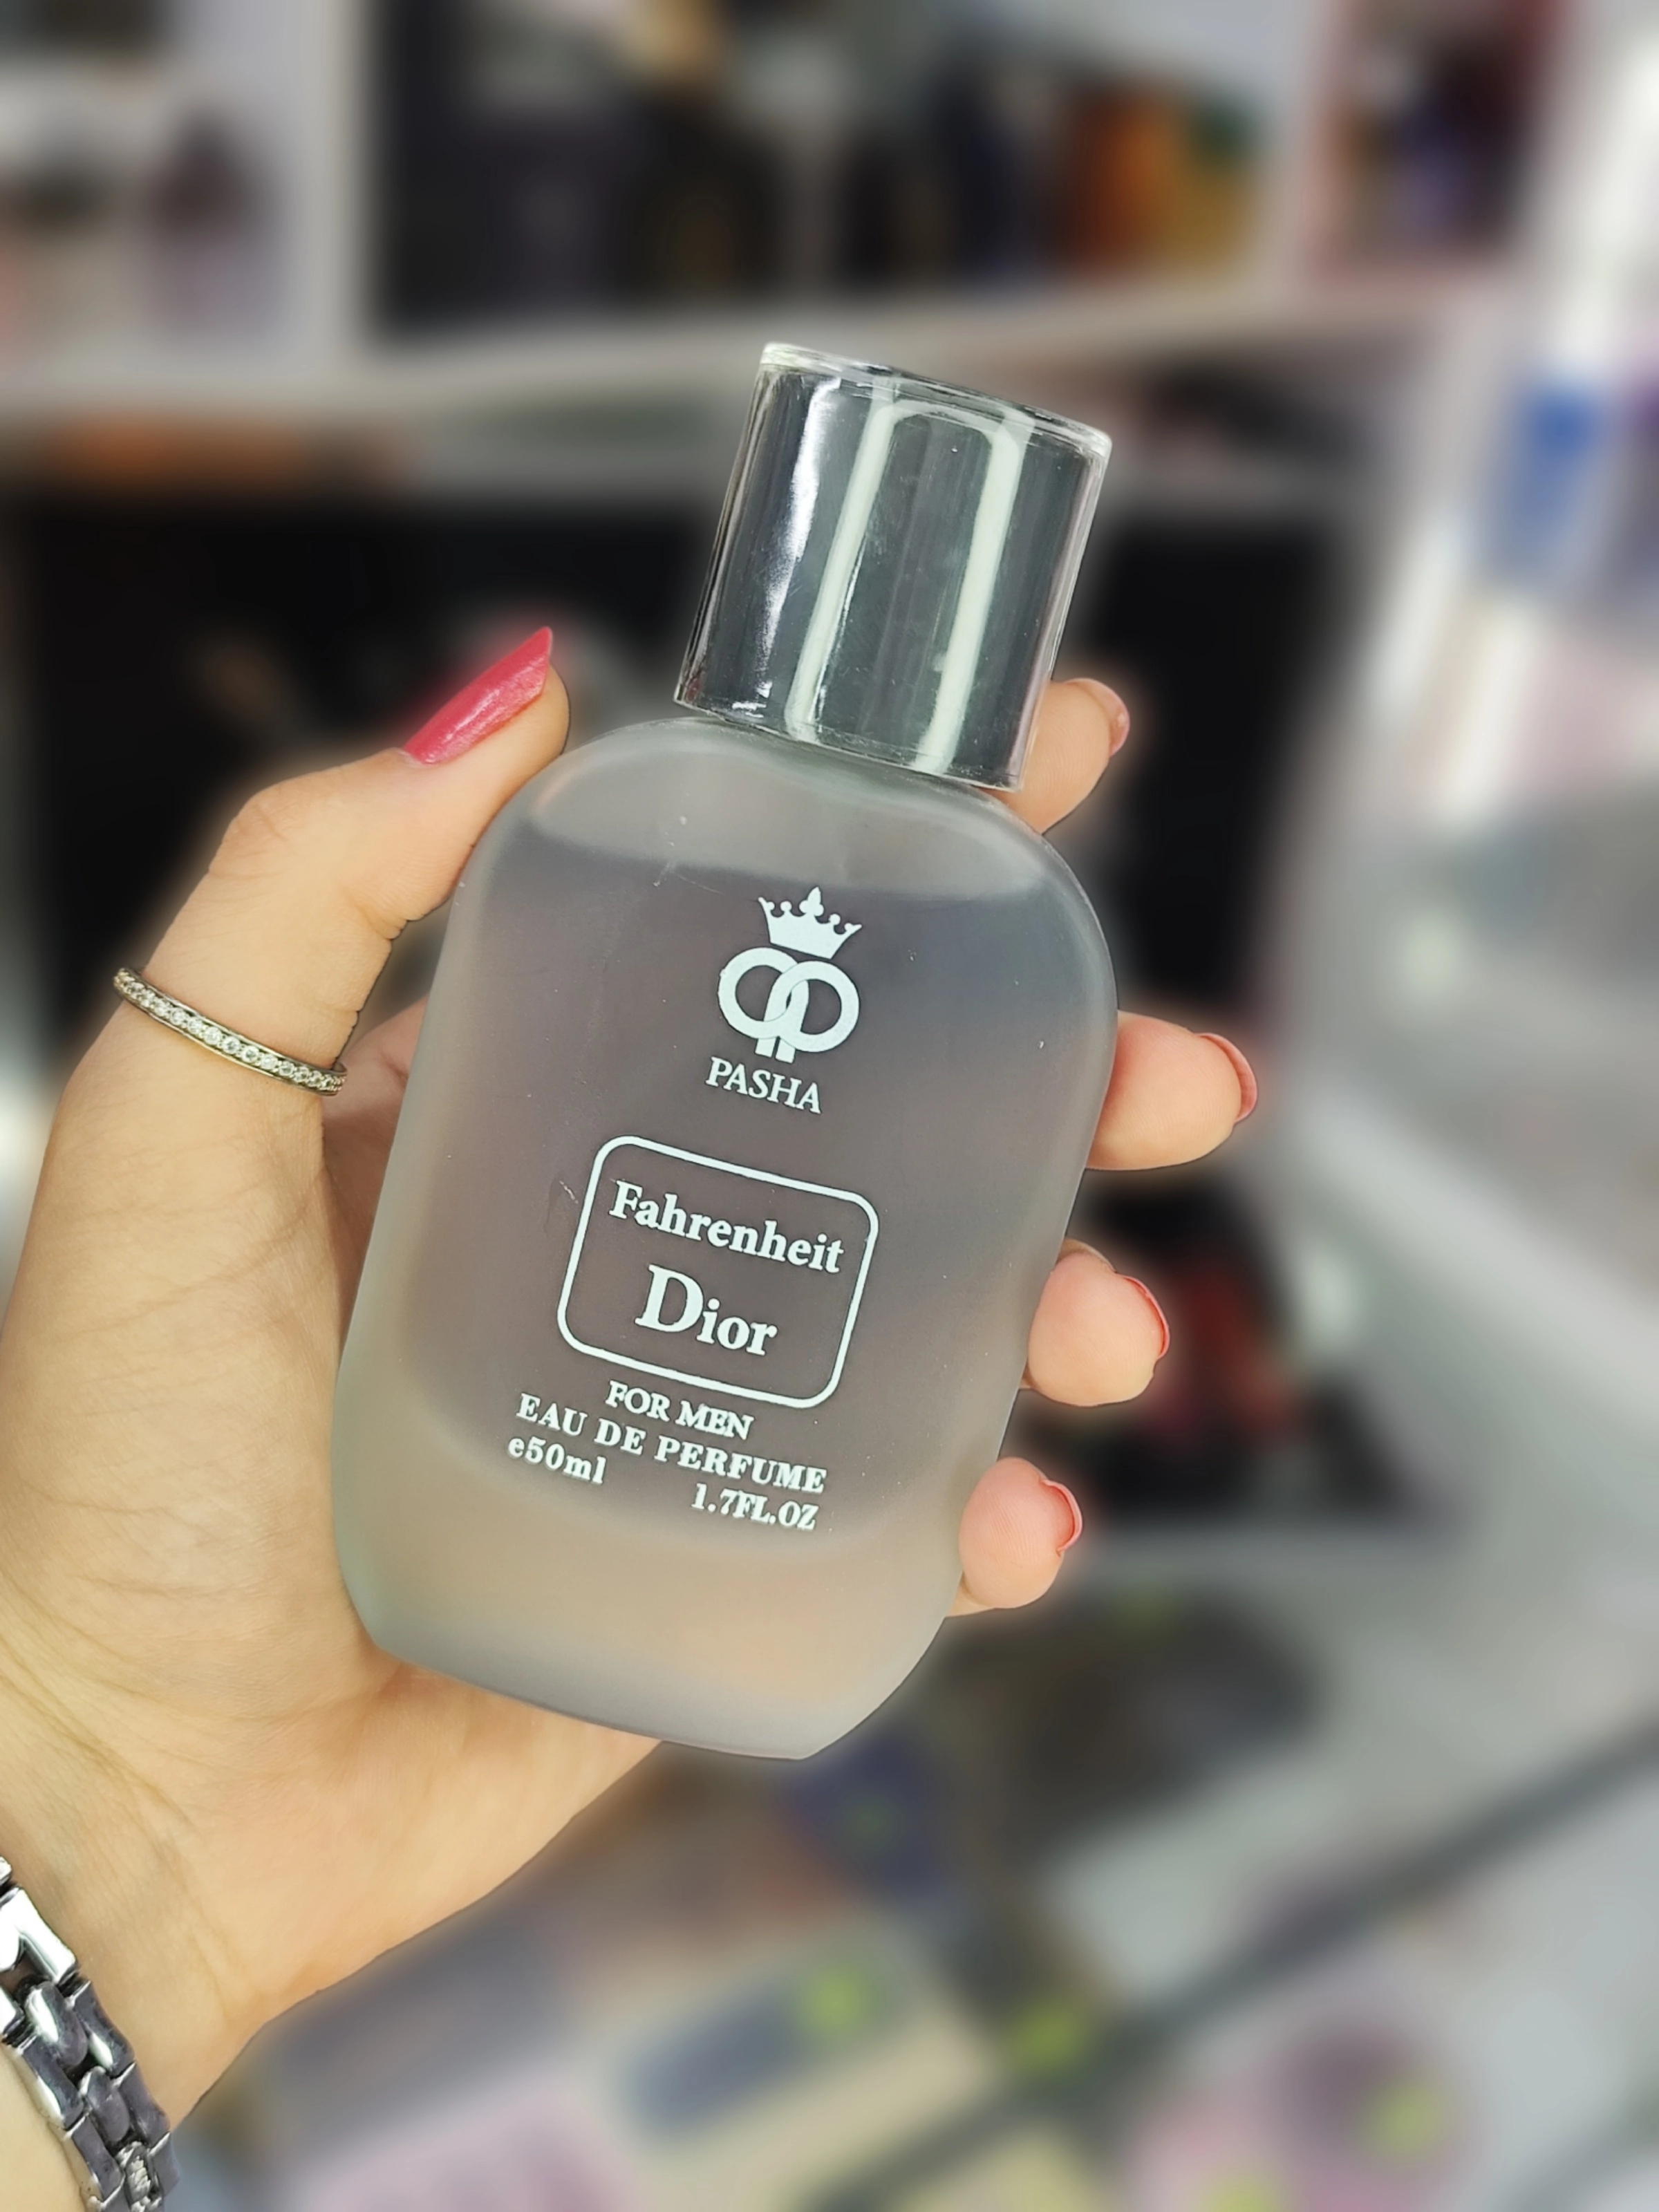 PASHA
Fahrenheit
Dior
FOR MEN
EAU DE PERFUME
e50ml 1.7FL.OZ